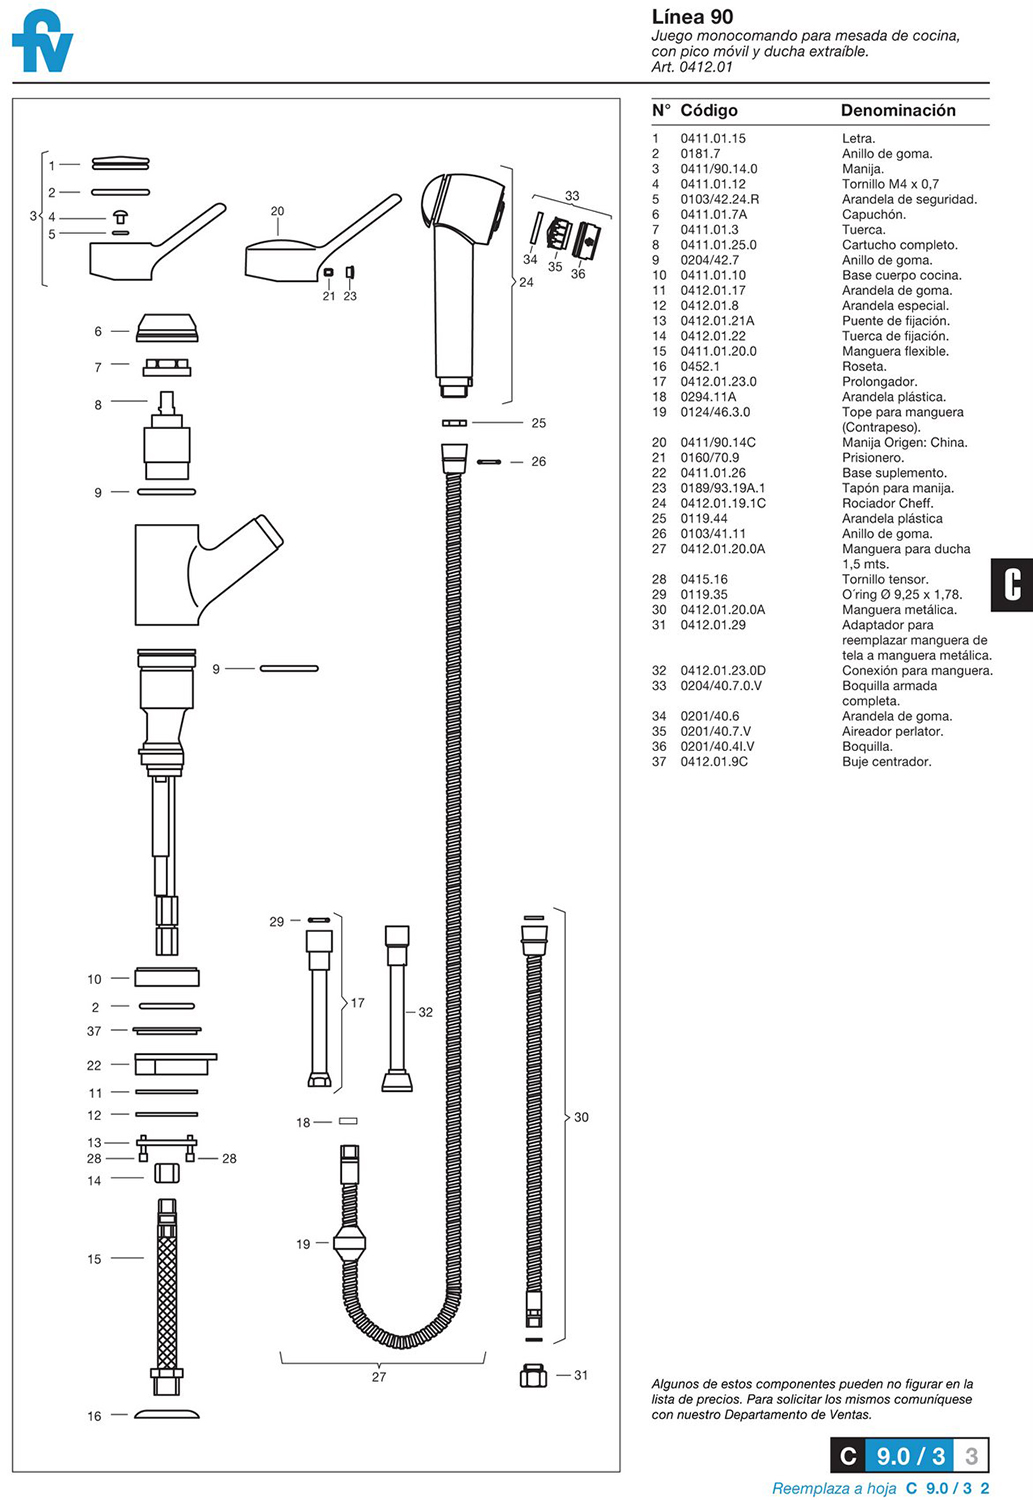 fv
Línea 90
Juego monocomando para mesada de cocina,
con pico móvil y ducha extraíble.
Art. 0412.01
N° Código Denominación
1 0411.01.15 Letra.
2 0181.7 Anillo de goma.
3 0411/90.14.0 Manija.
4 0411.01.12 Tornillo M4 x 0,7
5 0103/42.24.R Arandela de seguridad.
6 0411.01.7A Capuchón.
7 0411.01.3 Tuerca.
8 0411.01.25.0 Cartucho completo.
9 0204/42.7 Anillo de goma.
10 0411.01.10 Base cuerpo cocina.
11 0412.01.17 Arandela de goma.
12 0412.01.8 Arandela especial.
13 0412.01.21A Puente de fijación.
14 0412.01.22 Tuerca de fijación.
15 0411.01.20.0 Manguera flexible.
16 0452.1 Roseta.
17 0412.01.23.0 Prolongador.
18 0294.11A Arandela plástica.
19 0124/46.3.0 Tope para manguera
(Contrapeso).
20 0411/90.14C Manija Origen: China.
21 0160/70.9 Prisionero.
22 0411.01.26 Base suplemento.
23 0189/93.19A.1 Tapón para manija.
24 0412.01.19.1C Rociador Cheff.
25 0119.44 Arandela plástica
26 0103/41.11 Anillo de goma.
27 0412.01.20.0A Manguera para ducha
1,5 mts.
28 0415.16 Tornillo tensor.
29 0119.35 O´ring Ø 9,25 x 1,78.
30 0412.01.20.0A Manguera metálica.
31 0412.01.29 Adaptador para
reemplazar manguera de
tela a manguera metálica.
32 0412.01.23.0D Conexión para manguera.
33 0204/40.7.0.V Boquilla armada
completa.
34 0201/40.6 Arandela de goma.
35 0201/40.7.V Aireador perlator.
36 0201/40.4I.V Boquilla.
37 0412.01.9C Buje centrador.
1
2
3
4
5
20
21
23
33
34
35
36
24
6
7
8
9
25
26
9
29
17
32
30
10
2
37
22
11
12
13
28
28
14
18
15
19
27
31
16
C
Algunos de estos componentes pueden no figurar en la
lista de precios. Para solicitar los mismos comuníquese
con nuestro Departamento de Ventas.
C 9.0 / 3 3
Reemplaza a hoja C 9.0 / 3 2